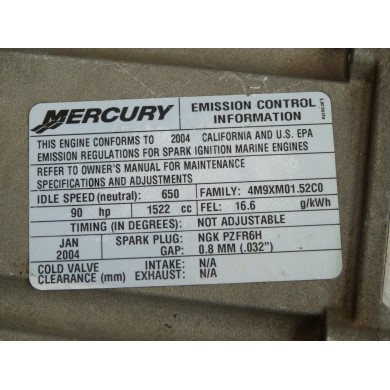 MERCURY
EMISSION CONTROL
INFORMATION
THIS ENGINE CONFORMS TO 2004 CALIFORNIA AND U.S. EPA
EMISSION REGULATIONS FOR SPARK IGNITION MARINE ENGINES
REFER TO OWNER'S MANUAL FOR MAINTENANCE
SPECIFICATIONS AND ADJUSTMENTS
IDLE SPEED (neutral): 650 FAMILY: 4M9XM01.52C0
90 hp 1522 cc FEL: 16.6 g/kWh
TIMING (IN DEGREES): NOT ADJUSTABLE
JAN 2004 SPARK PLUG: NGK PZFR6H
GAP: 0.8 MM (.032")
COLD VALVE INTAKE: N/A
CLEARANCE (mm) EXHAUST: N/A